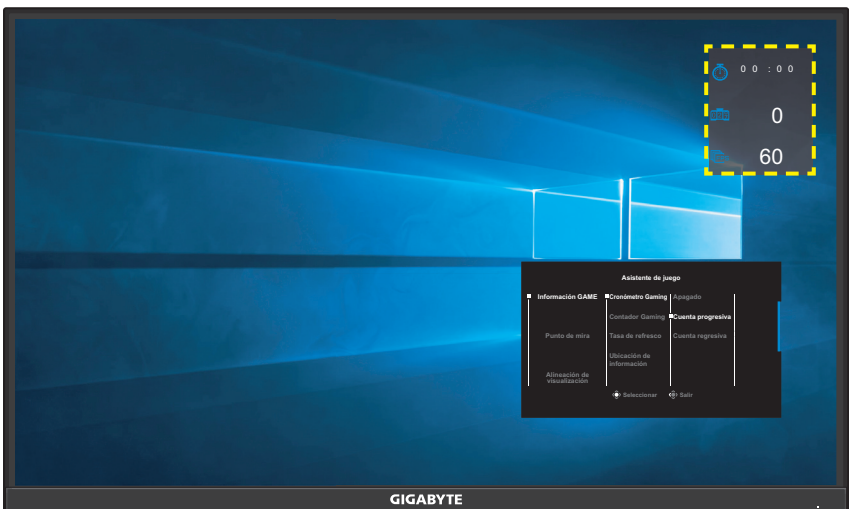 00:00
0
60
Asistente de juego
Información GAME
Cronómetro Gaming
Apagado
Contador Gaming
Cuenta progresiva
Punto de mira
Tasa de refresco
Cuenta regresiva
Ubicación de
información
Alineación de
visualización
Seleccionar
Salir
GIGABYTE